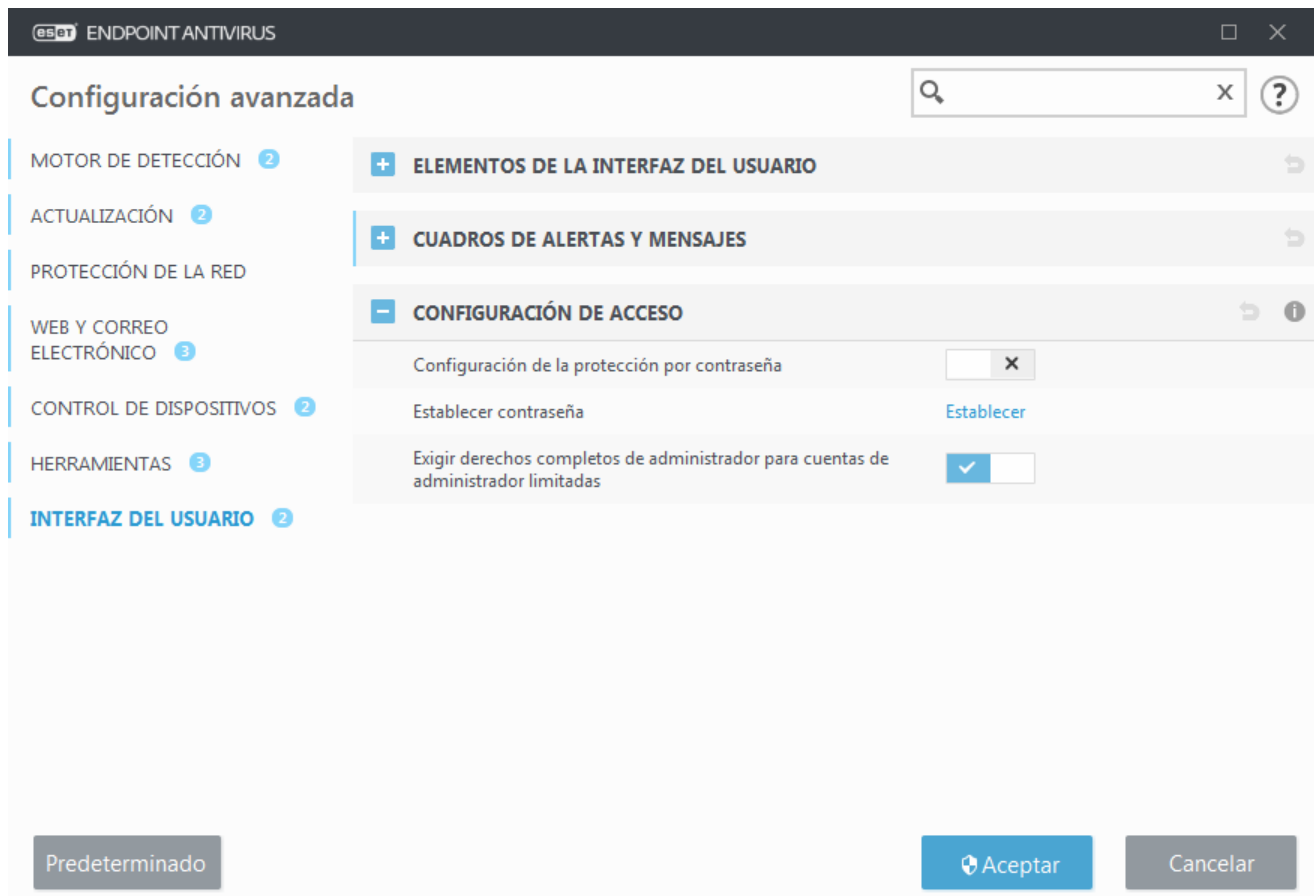 eset ENDPOINT ANTIVIRUS
Configuración avanzada
MOTOR DE DETECCIÓN 2
ACTUALIZACIÓN 2
PROTECCIÓN DE LA RED
WEB Y CORREO
ELECTRÓNICO 3
CONTROL DE DISPOSITIVOS 2
HERRAMIENTAS 3
INTERFAZ DEL USUARIO 2
ELEMENTOS DE LA INTERFAZ DEL USUARIO
CUADROS DE ALERTAS Y MENSAJES
CONFIGURACIÓN DE ACCESO
Configuración de la protección por contraseña
Establecer contraseña Establecer
Exigir derechos completos de administrador para cuentas de
administrador limitadas
Predeterminado
Aceptar
Cancelar